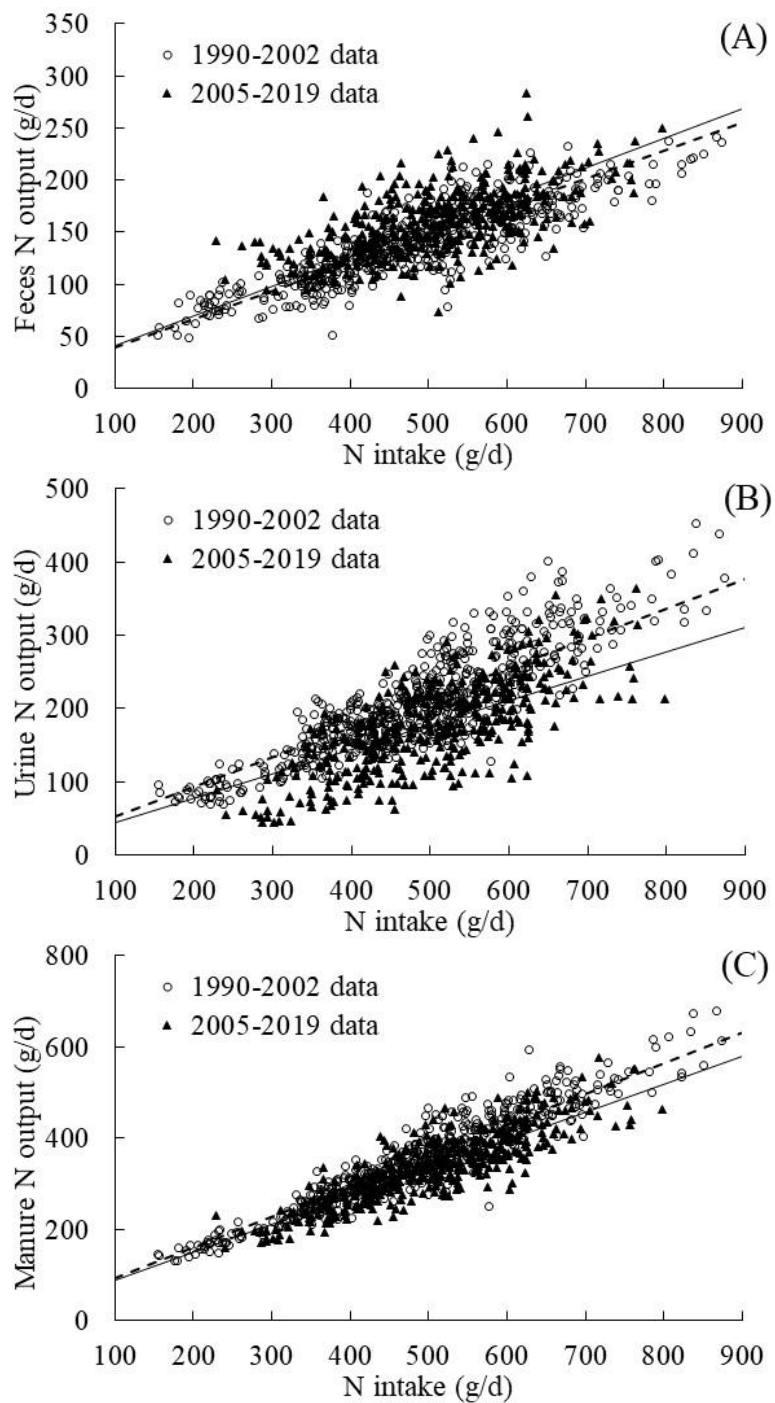 (A)
○ 1990-2002 data
▲ 2005-2019 data
Feces N output (g/d)
350
300
250
200
150
100
50
0
100 200 300 400 500 600 700 800 900
N intake (g/d)
(B)
○ 1990-2002 data
▲ 2005-2019 data
Urine N output (g/d)
500
400
300
200
100
0
100 200 300 400 500 600 700 800 900
N intake (g/d)
(C)
○ 1990-2002 data
▲ 2005-2019 data
Manure N output (g/d)
800
600
400
200
0
100 200 300 400 500 600 700 800 900
N intake (g/d)